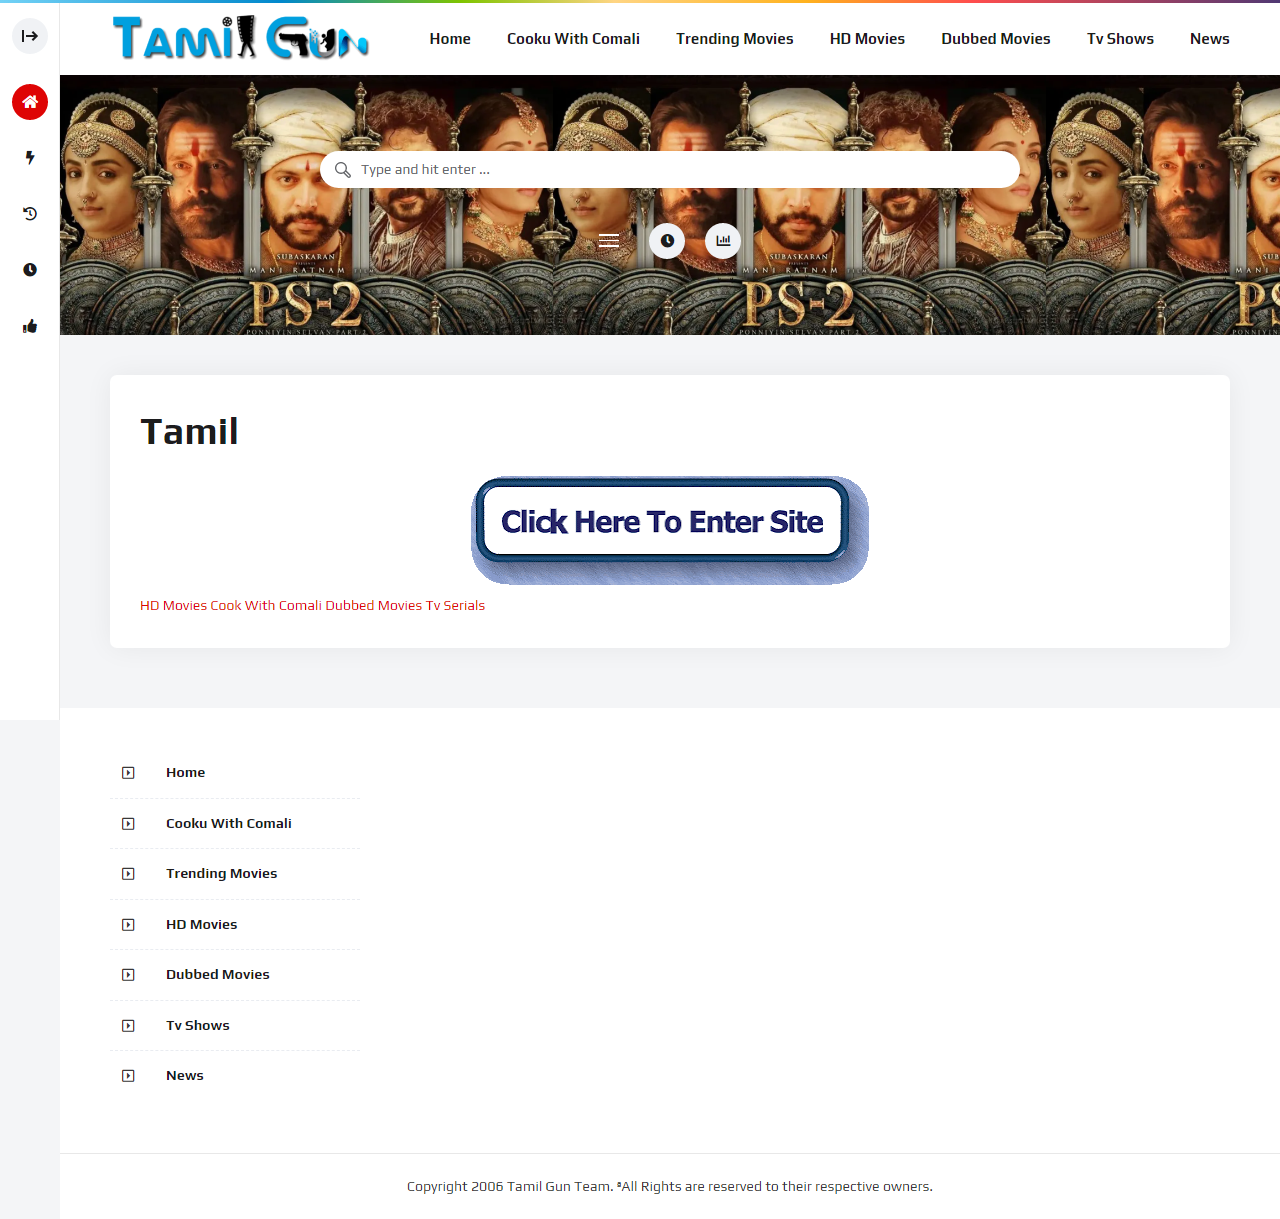 Tamil Gun
Home Cooku With Comali Trending Movies HD Movies Dubbed Movies Tv Shows News
Type and hit enter ...
SUBASKARAN
MANI RATNAM
PS-2
PONNIYIN SELVAN PART 2
SUBASKARAN
MANI RATNAM
PS-2
PONNIYIN SELVAN PART 2
Tamil
Click Here To Enter Site
HD Movies Cook With Comali Dubbed Movies Tv Serials
Home
Cooku With Comali
Trending Movies
HD Movies
Dubbed Movies
Tv Shows
News
Copyright 2006 Tamil Gun Team. ®All Rights are reserved to their respective owners.